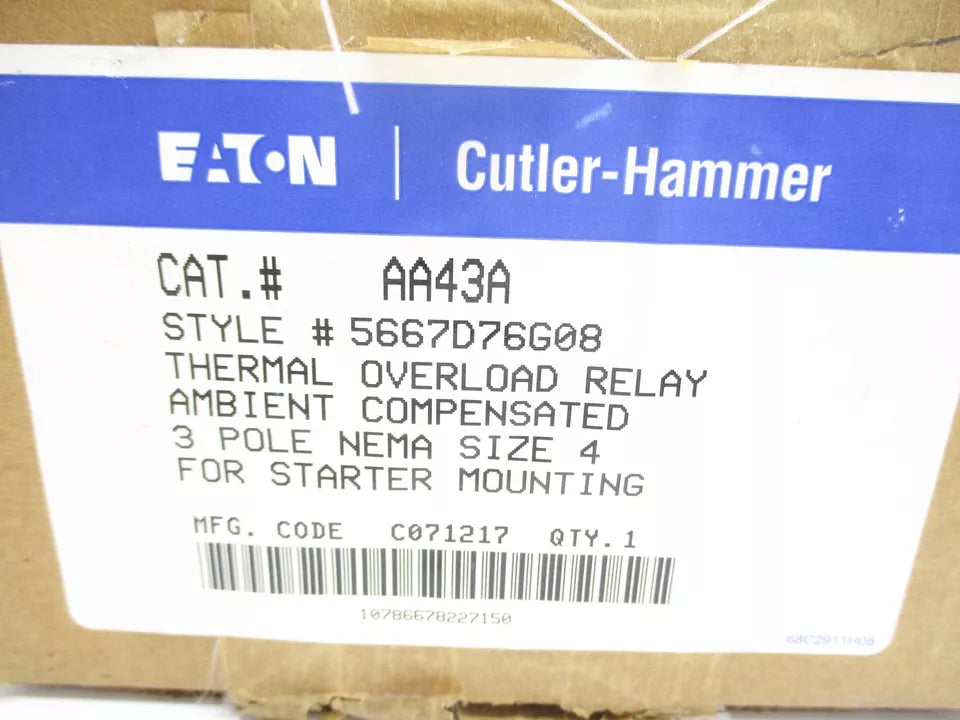 EATON | Cutler-Hammer
CAT.# AA43A
STYLE # 5667D76G08
THERMAL OVERLOAD RELAY
AMBIENT COMPENSATED
3 POLE NEMA SIZE 4
FOR STARTER MOUNTING
MFG. CODE C071217 QTY.1
10786678227150
68C2911H08